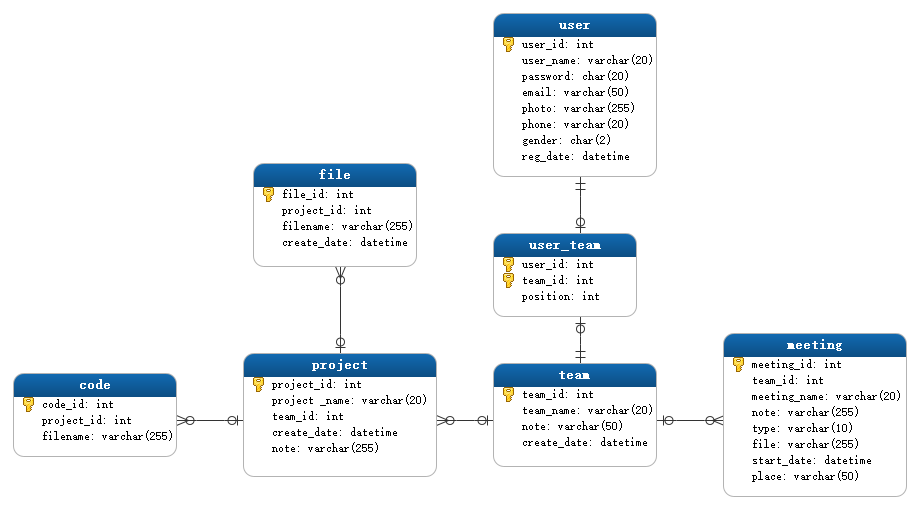 user
user_id: int
user_name: varchar(20)
password: char(20)
email: varchar(50)
photo: varchar(255)
phone: varchar(20)
gender: char(2)
reg_date: datetime
file
file_id: int
project_id: int
filename: varchar(255)
create_date: datetime
user_team
user_id: int
team_id: int
position: int
code
code_id: int
project_id: int
filename: varchar(255)
project
project_id: int
project _name: varchar(20)
team_id: int
create_date: datetime
note: varchar(255)
team
team_id: int
team_name: varchar(20)
note: varchar(50)
create_date: datetime
meeting
meeting_id: int
team_id: int
meeting_name: varchar(20)
note: varchar(255)
type: varchar(10)
file: varchar(255)
start_date: datetime
place: varchar(50)